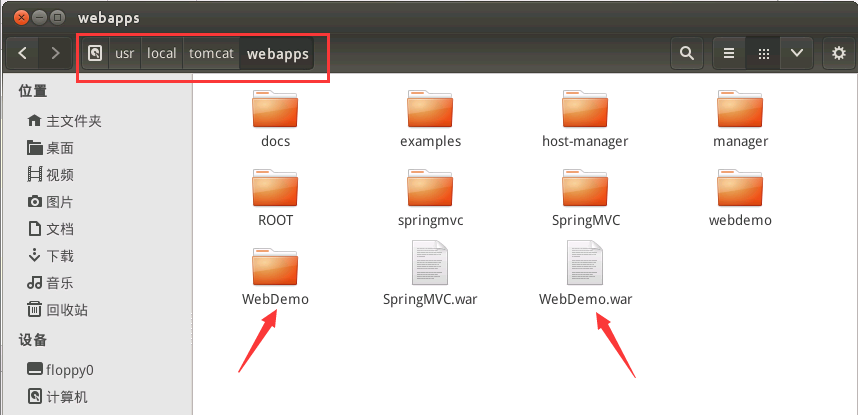 webapps
usr local tomcat webapps
位置
主文件夹
桌面
视频
图片
文档
下载
音乐
回收站
设备
floppy0
计算机
docs examples host-manager manager
ROOT springmvc SpringMVC webdemo
WebDemo SpringMVC.war WebDemo.war